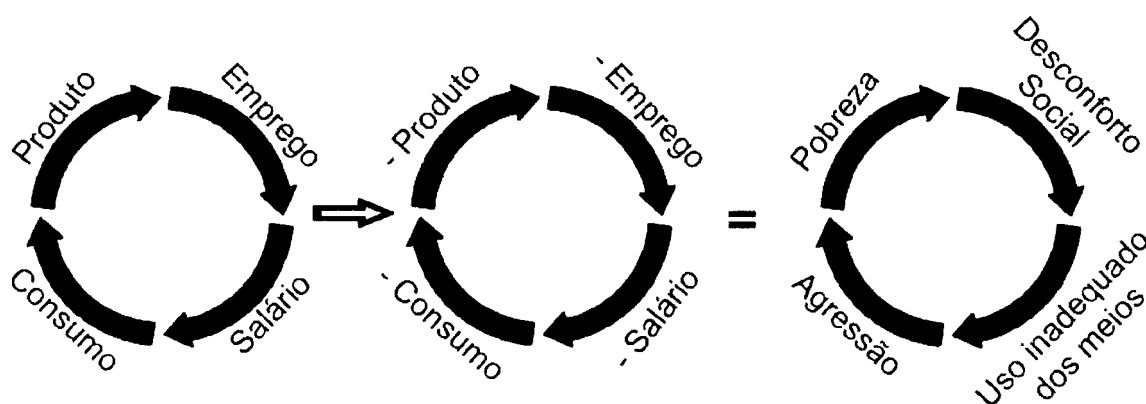 Produto
Emprego
Salário
Consumo
- Produto
- Emprego
- Salário
- Consumo
=
Pobreza
Desconforto
Social
Uso inadequado
dos meios
Agressão